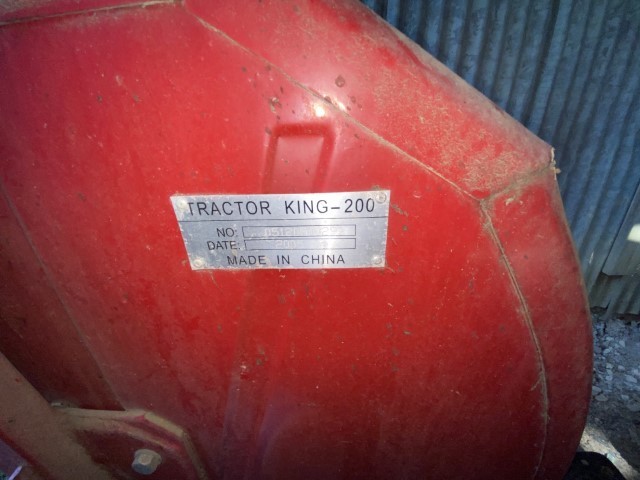 TRACTOR KING-200
NO:
DATE:
MADE IN CHINA